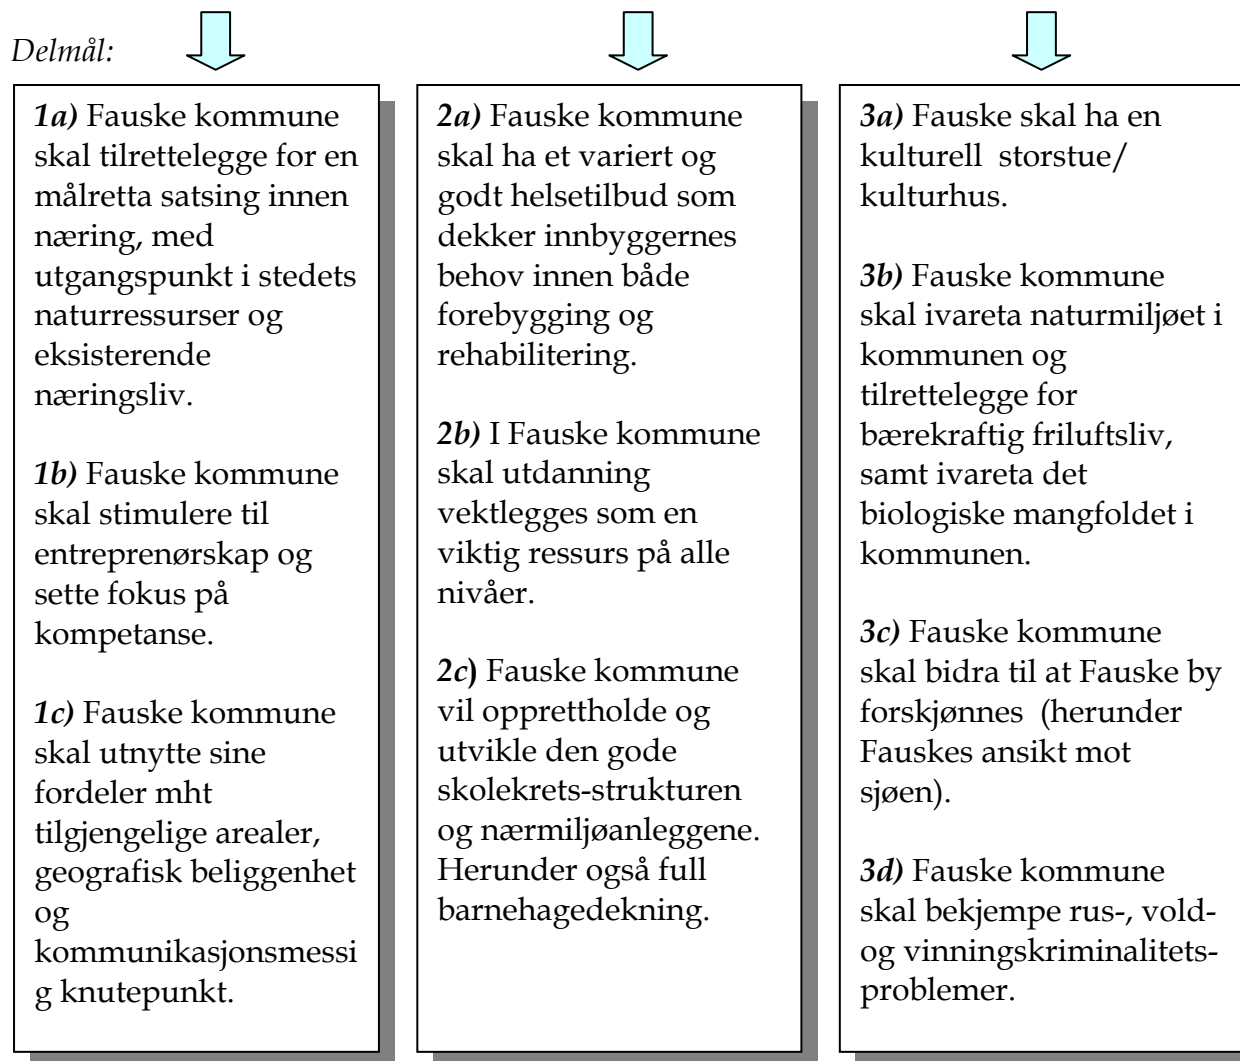 Delmål:
1a) Fauske kommune
skal tilrettelegge for en
målretta satsing innen
næring, med
utgangspunkt i stedets
naturressurser og
eksisterende
næringsliv.
1b) Fauske kommune
skal stimulere til
entreprenørskap og
sette fokus på
kompetanse.
1c) Fauske kommune
skal utnytte sine
fordeler mht
tilgjengelige arealer,
geografisk beliggenhet
og
kommunikasjonsmessi
g knutepunkt.
2a) Fauske kommune
skal ha et variert og
godt helsetilbud som
dekker innbyggernes
behov innen både
forebygging og
rehabilitering.
2b) I Fauske kommune
skal utdanning
vektlegges som en
viktig ressurs på alle
nivåer.
2c) Fauske kommune
vil opprettholde og
utvikle den gode
skolekrets-strukturen
og nærmiljøanleggene.
Herunder også full
barnehagedekning.
3a) Fauske skal ha en
kulturell storstue/
kulturhus.
3b) Fauske kommune
skal ivareta naturmiljøet i
kommunen og
tilrettelegge for
bærekraftig friluftsliv,
samt ivareta det
biologiske mangfoldet i
kommunen.
3c) Fauske kommune
skal bidra til at Fauske by
forskjønnes (herunder
Fauskes ansikt mot
sjøen).
3d) Fauske kommune
skal bekjempe rus-, vold-
og vinningskriminalitets-
problemer.